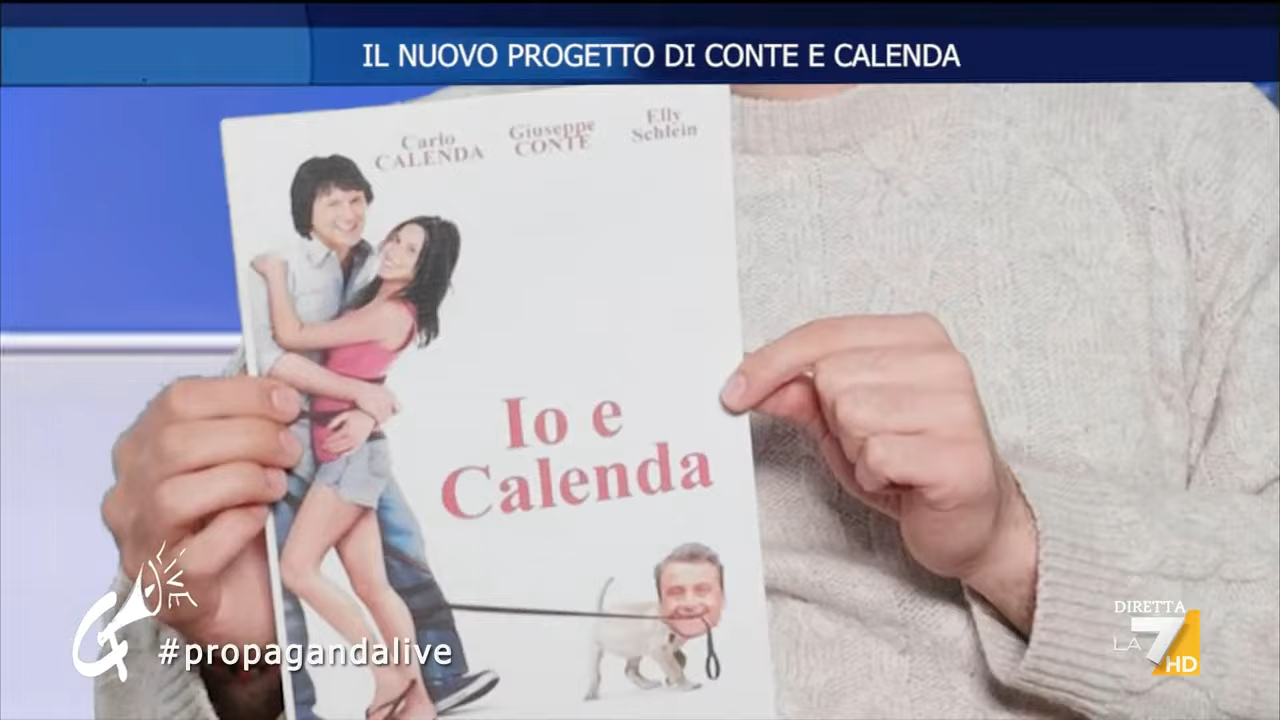 IL NUOVO PROGETTO DI CONTE E CALENDA
Carlo
CALENDA
Giuseppe
CONTE
Elly
Schlein
Io e
Calenda
LIVE
#propagandalive
DIRETTA
LA 7
HD